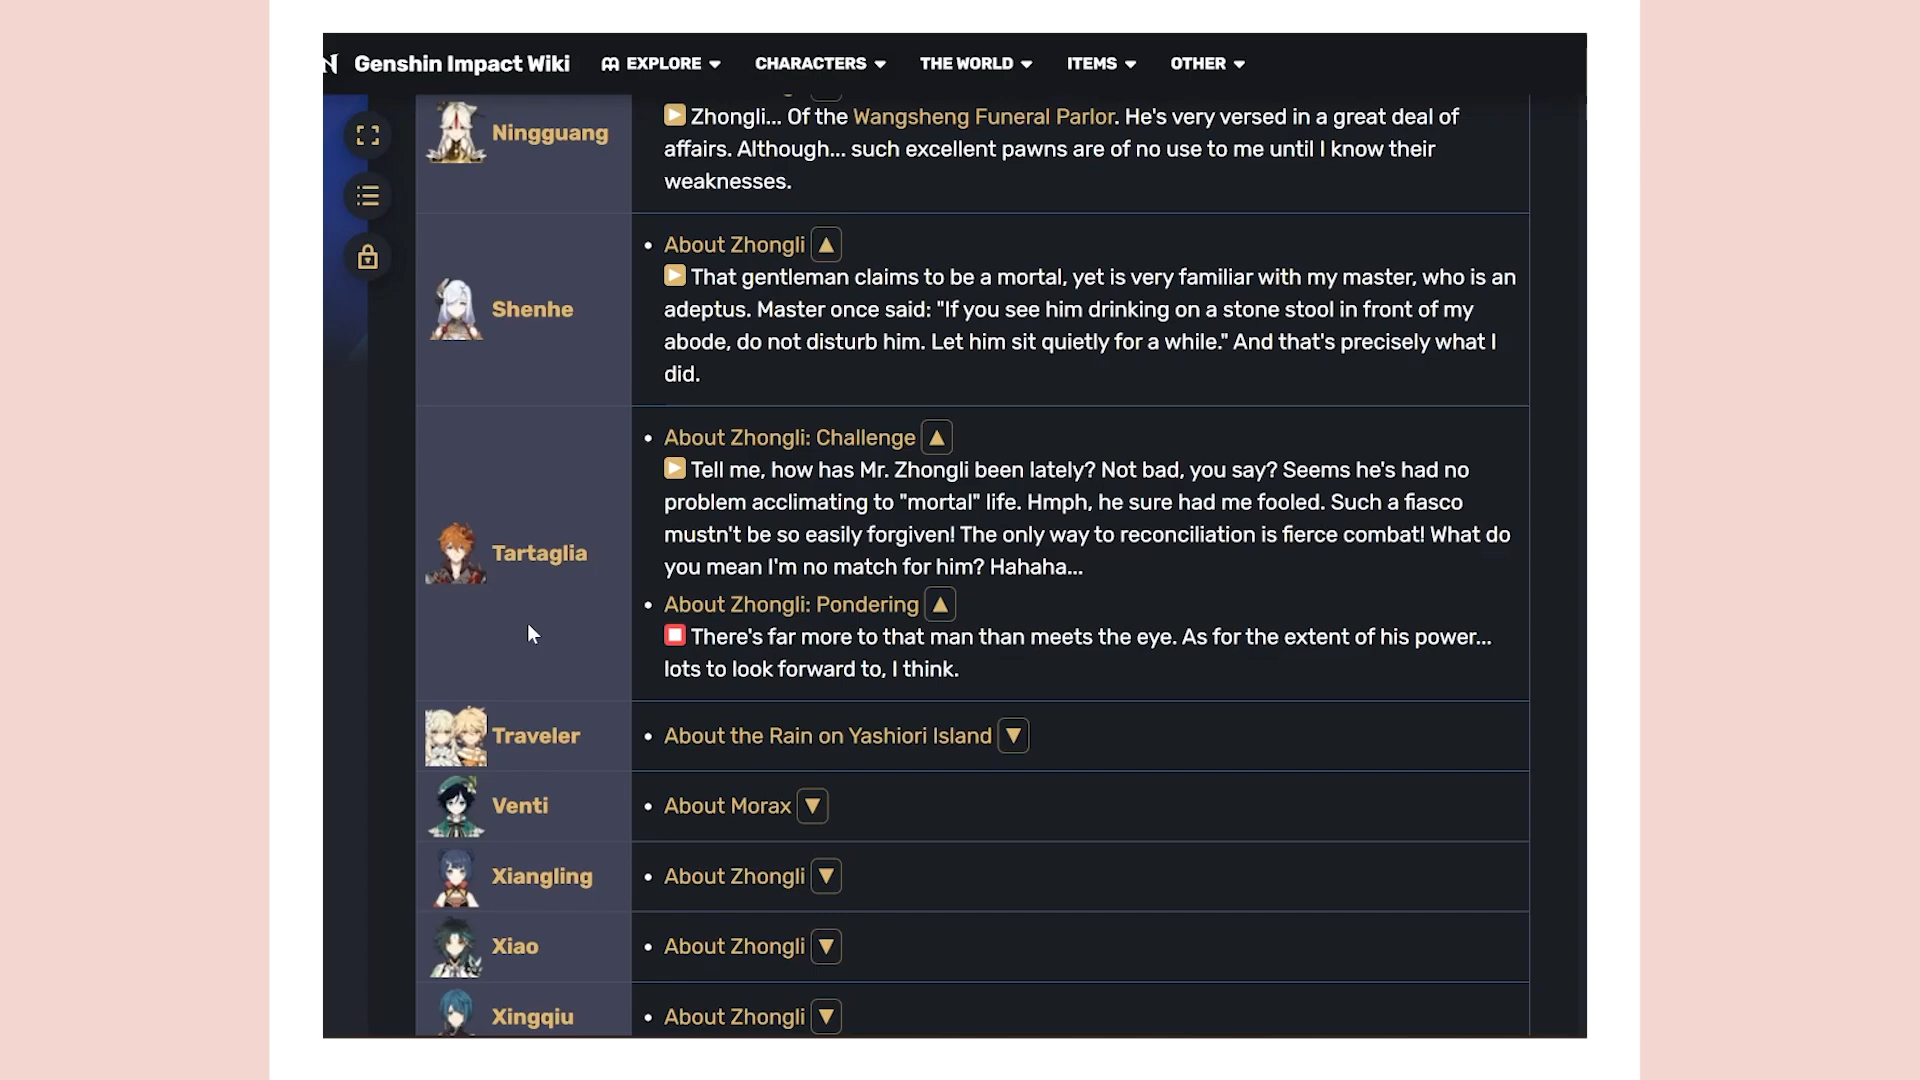 Genshin Impact Wiki
EXPLORE
CHARACTERS
THE WORLD
ITEMS
OTHER
Ningguang
Zhongli... Of the Wangsheng Funeral Parlor. He's very versed in a great deal of
affairs. Although... such excellent pawns are of no use to me until I know their
weaknesses.
Shenhe
About Zhongli
That gentleman claims to be a mortal, yet is very familiar with my master, who is an
adeptus. Master once said: "If you see him drinking on a stone stool in front of my
abode, do not disturb him. Let him sit quietly for a while." And that's precisely what I
did.
Tartaglia
About Zhongli: Challenge
Tell me, how has Mr. Zhongli been lately? Not bad, you say? Seems he's had no
problem acclimating to "mortal" life. Hmph, he sure had me fooled. Such a fiasco
mustn't be so easily forgiven! The only way to reconciliation is fierce combat! What do
you mean I'm no match for him? Hahaha...
About Zhongli: Pondering
There's far more to that man than meets the eye. As for the extent of his power...
lots to look forward to, I think.
Traveler
About the Rain on Yashiori Island
Venti
About Morax
Xiangling
About Zhongli
Xiao
About Zhongli
Xingqiu
About Zhongli